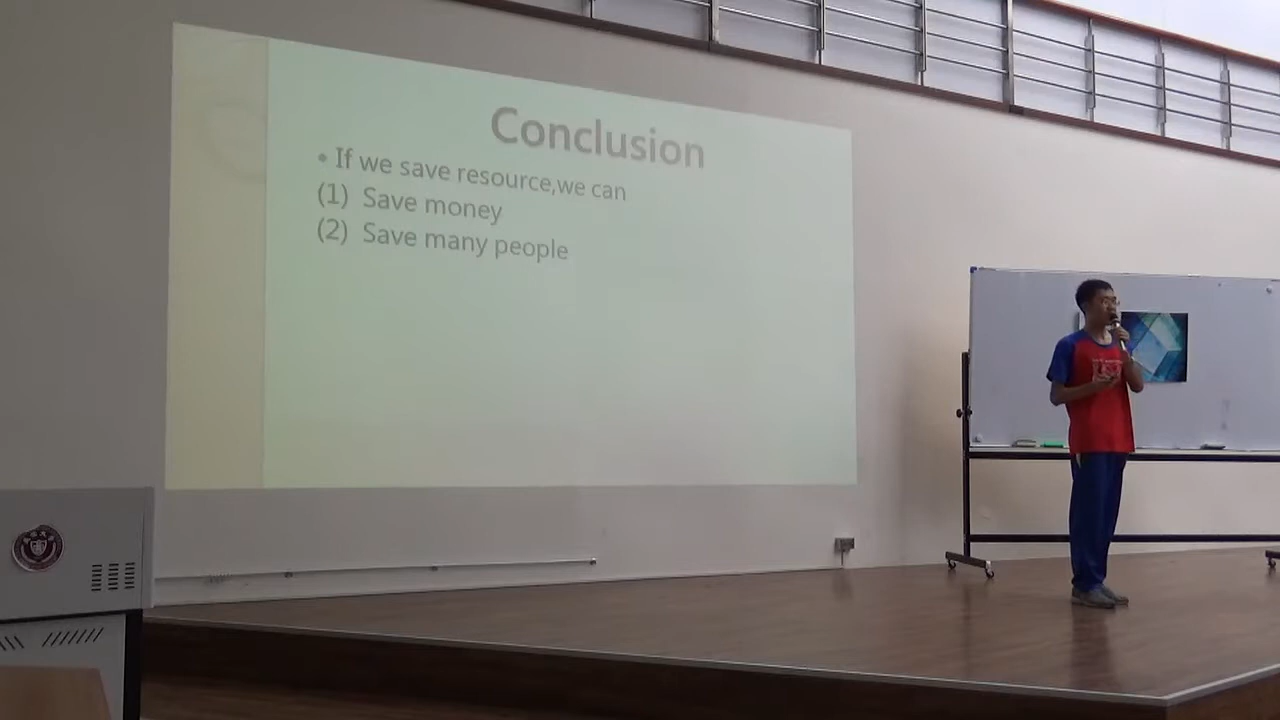 Conclusion
• If we save resource,we can
(1) Save money
(2) Save many people